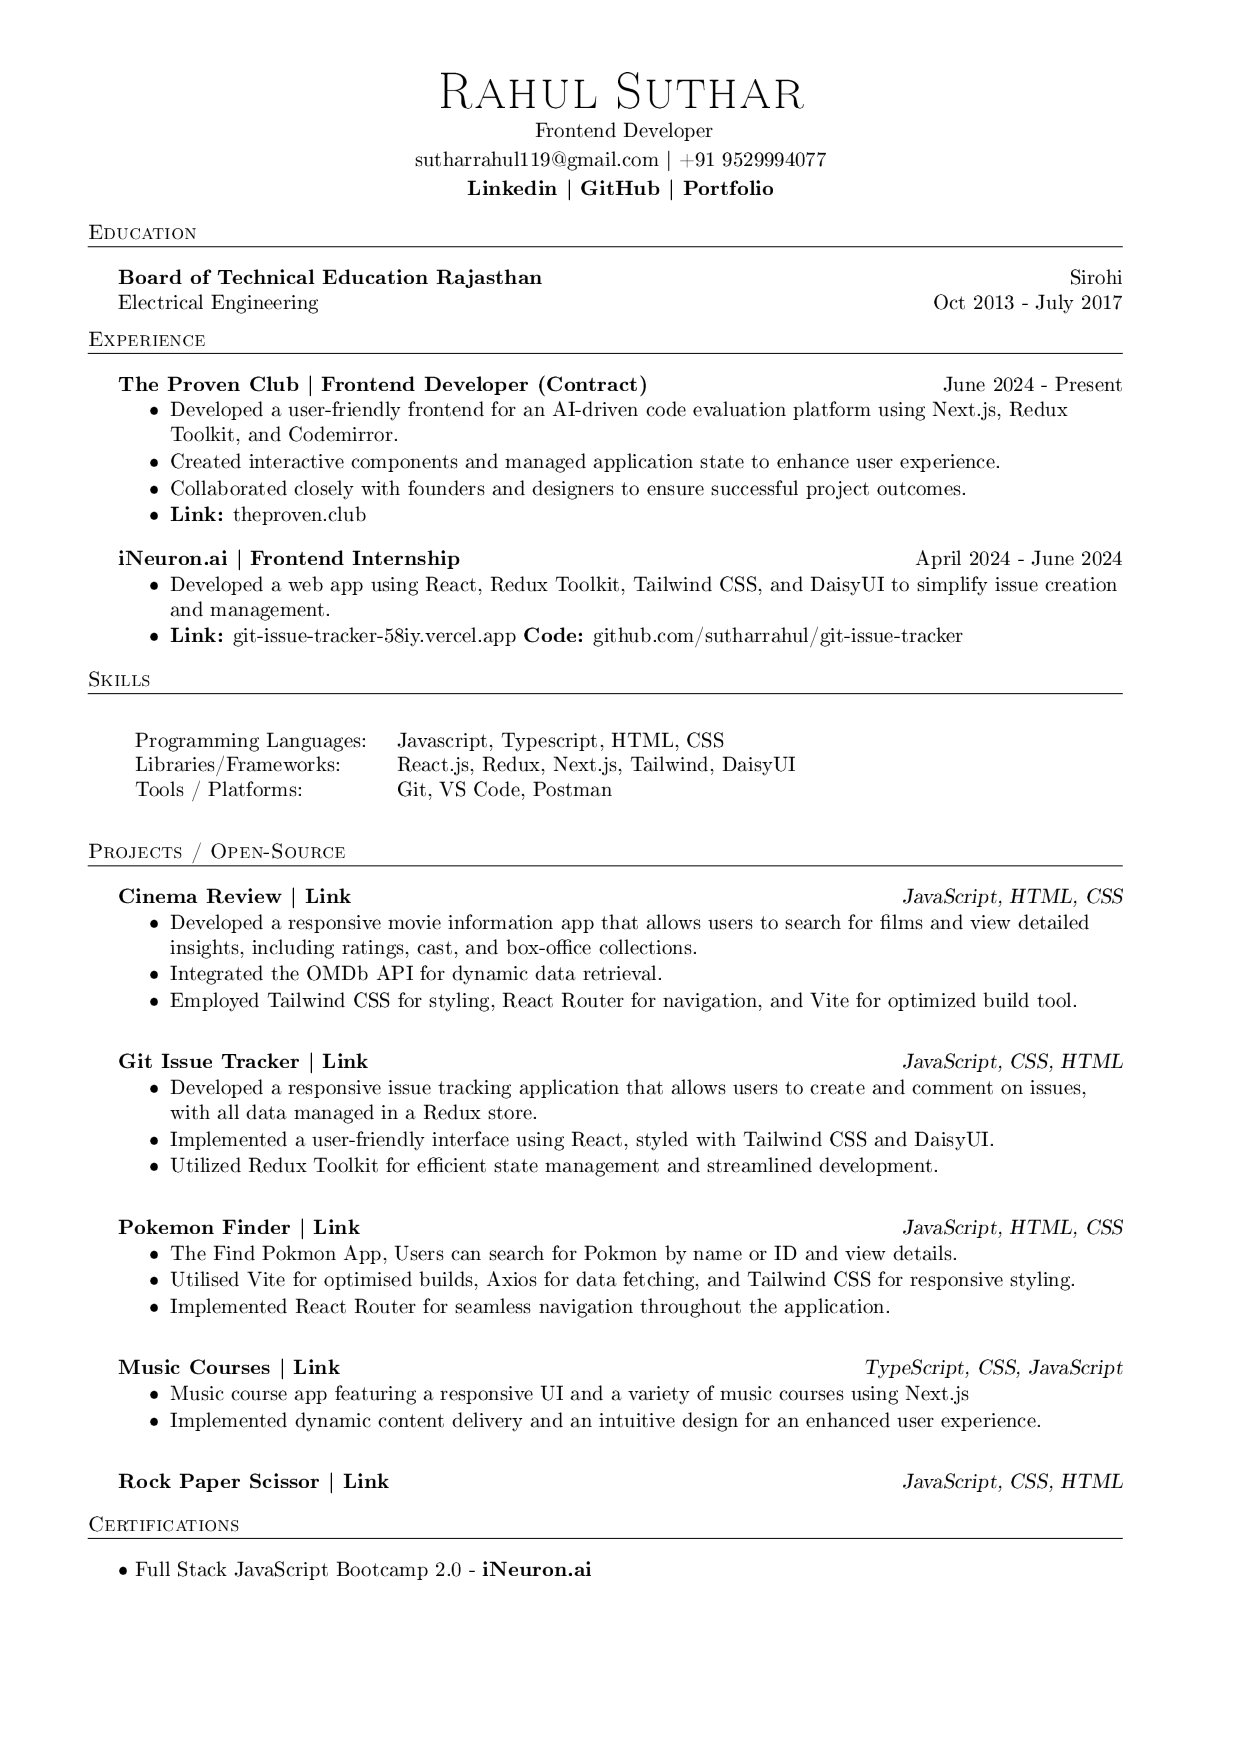 Rahul Suthar
Frontend Developer
sutharrahul119@gmail.com | +91 9529994077
Linkedin | GitHub | Portfolio
Education
Board of Technical Education Rajasthan Sirohi
Electrical Engineering Oct 2013 - July 2017
Experience
The Proven Club | Frontend Developer (Contract) June 2024 - Present
• Developed a user-friendly frontend for an AI-driven code evaluation platform using Next.js, Redux
Toolkit, and Codemirror.
• Created interactive components and managed application state to enhance user experience.
• Collaborated closely with founders and designers to ensure successful project outcomes.
• Link: theproven.club
iNeuron.ai | Frontend Internship April 2024 - June 2024
• Developed a web app using React, Redux Toolkit, Tailwind CSS, and DaisyUI to simplify issue creation
and management.
• Link: git-issue-tracker-58iy.vercel.app Code: github.com/sutharrahul/git-issue-tracker
Skills
Programming Languages: Javascript, Typescript, HTML, CSS
Libraries/Frameworks: React.js, Redux, Next.js, Tailwind, DaisyUI
Tools / Platforms: Git, VS Code, Postman
Projects / Open-Source
Cinema Review | Link JavaScript, HTML, CSS
• Developed a responsive movie information app that allows users to search for films and view detailed
insights, including ratings, cast, and box-office collections.
• Integrated the OMDb API for dynamic data retrieval.
• Employed Tailwind CSS for styling, React Router for navigation, and Vite for optimized build tool.
Git Issue Tracker | Link JavaScript, CSS, HTML
• Developed a responsive issue tracking application that allows users to create and comment on issues,
with all data managed in a Redux store.
• Implemented a user-friendly interface using React, styled with Tailwind CSS and DaisyUI.
• Utilized Redux Toolkit for efficient state management and streamlined development.
Pokemon Finder | Link JavaScript, HTML, CSS
• The Find Pokmon App, Users can search for Pokmon by name or ID and view details.
• Utilised Vite for optimised builds, Axios for data fetching, and Tailwind CSS for responsive styling.
• Implemented React Router for seamless navigation throughout the application.
Music Courses | Link TypeScript, CSS, JavaScript
• Music course app featuring a responsive UI and a variety of music courses using Next.js
• Implemented dynamic content delivery and an intuitive design for an enhanced user experience.
Rock Paper Scissor | Link JavaScript, CSS, HTML
Certifications
• Full Stack JavaScript Bootcamp 2.0 - iNeuron.ai